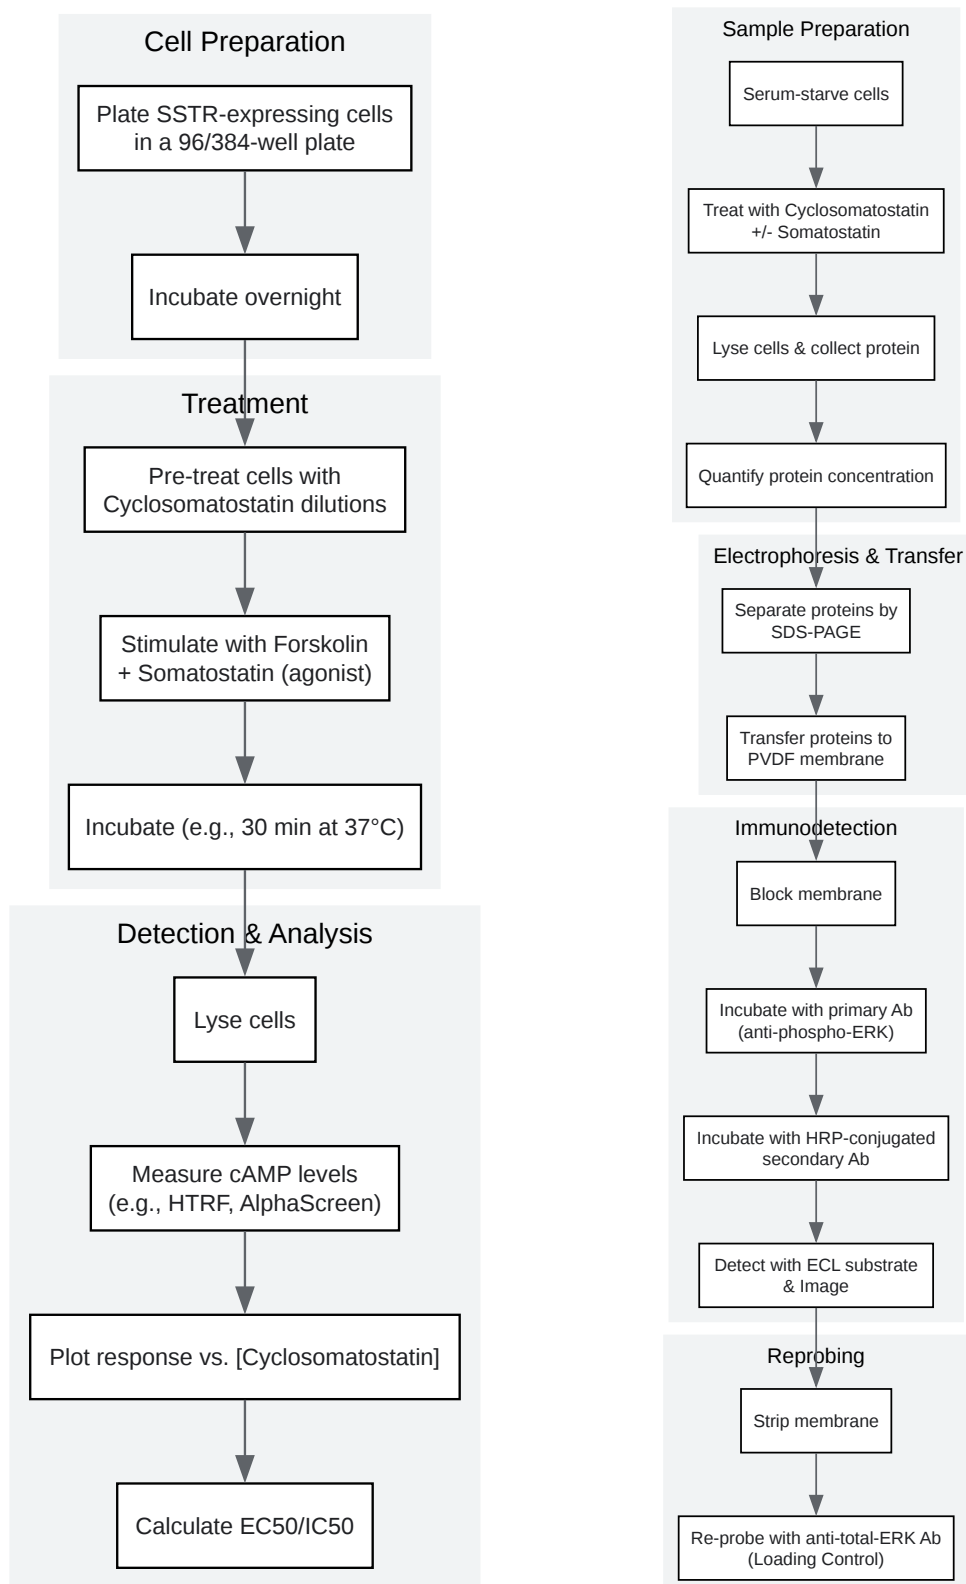 Cell Preparation
Plate SSTR-expressing cells
in a 96/384-well plate
Incubate overnight
Treatment
Pre-treat cells with
Cyclosomatostatin dilutions
Stimulate with Forskolin
+ Somatostatin (agonist)
Incubate (e.g., 30 min at 37°C)
Detection & Analysis
Lyse cells
Measure cAMP levels
(e.g., HTRF, AlphaScreen)
Plot response vs. [Cyclosomatostatin]
Calculate EC50/IC50
Sample Preparation
Serum-starve cells
Treat with Cyclosomatostatin
+/- Somatostatin
Lyse cells & collect protein
Quantify protein concentration
Electrophoresis & Transfer
Separate proteins by
SDS-PAGE
Transfer proteins to
PVDF membrane
Immunodetection
Block membrane
Incubate with primary Ab
(anti-phospho-ERK)
Incubate with HRP-conjugated
secondary Ab
Detect with ECL substrate
& Image
Reprobing
Strip membrane
Re-probe with anti-total-ERK Ab
(Loading Control)